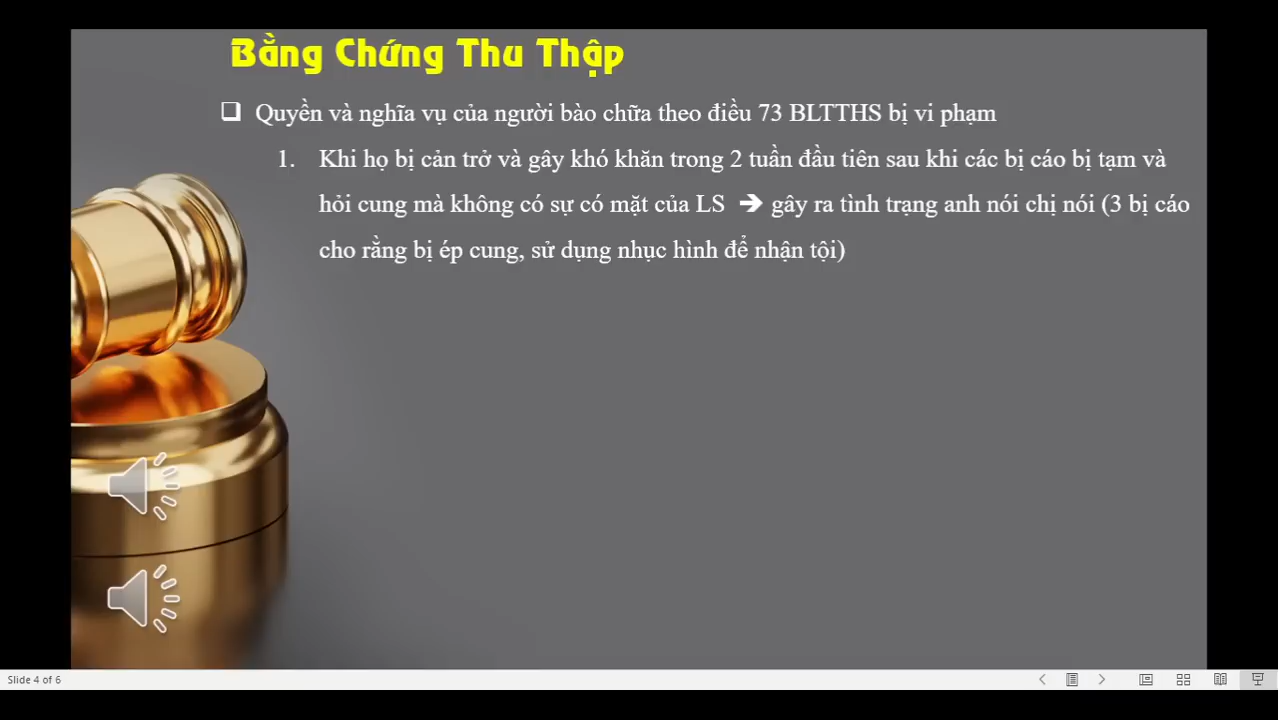 Bằng Chứng Thu Thập
Quyền và nghĩa vụ của người bào chữa theo điều 73 BLTTHS bị vi phạm
1. Khi họ bị cản trở và gây khó khăn trong 2 tuần đầu tiên sau khi các bị cáo bị tạm và
hỏi cung mà không có sự có mặt của LS ➔ gây ra tình trạng anh nói chị nói (3 bị cáo
cho rằng bị ép cung, sử dụng nhục hình để nhận tội)
Slide 4 of 6